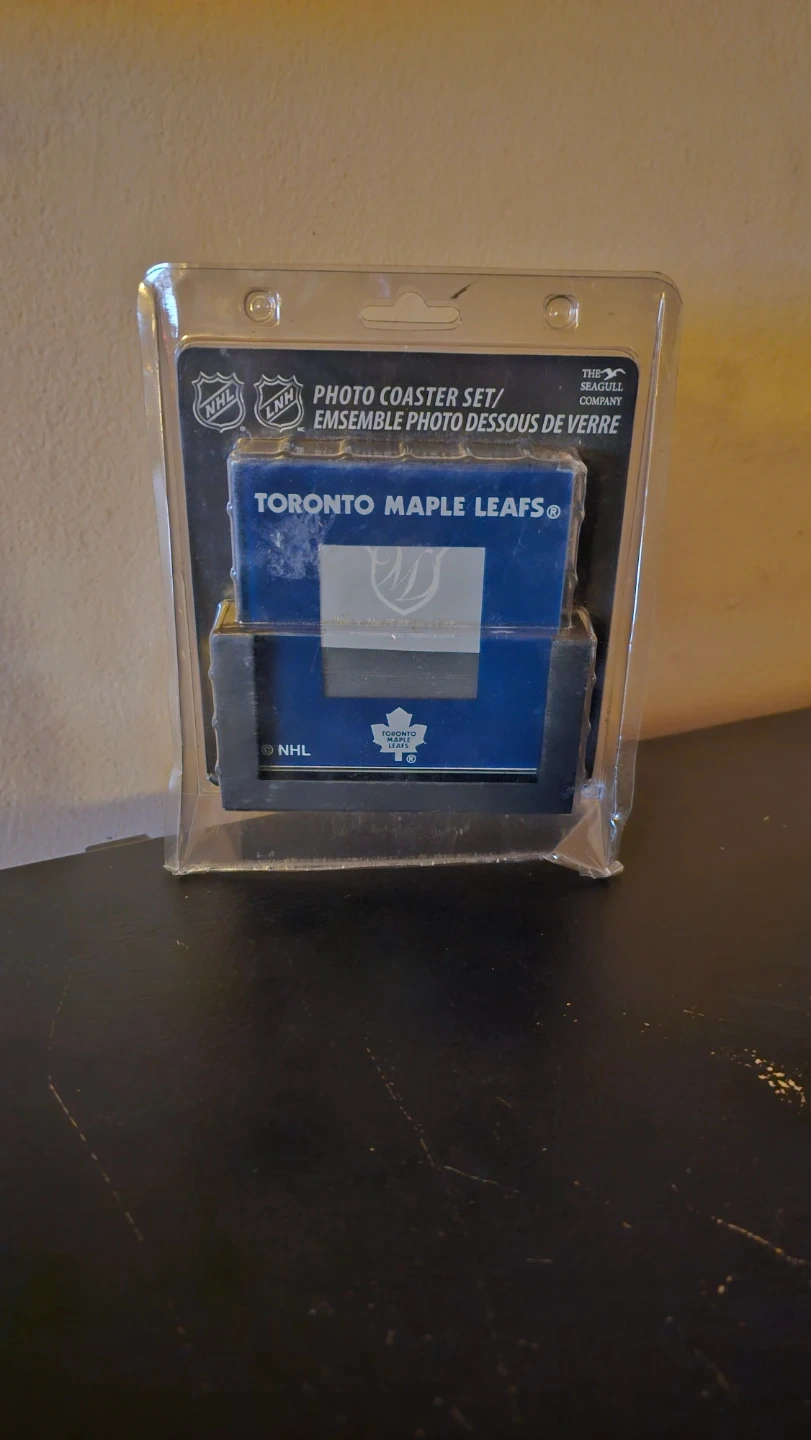 NHL
LNH
PHOTO COASTER SET/
EMSEMBLE PHOTO DESSOUS DE VERRE
THE
SEAGULL
COMPANY
TORONTO MAPLE LEAFS®
© NHL
TORONTO
MAPLE
LEAFS
®